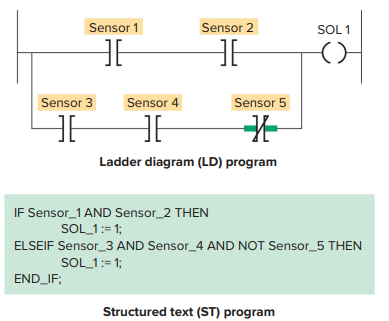 Sensor 1 Sensor 2 SOL 1
Sensor 3 Sensor 4 Sensor 5
Ladder diagram (LD) program
IF Sensor_1 AND Sensor_2 THEN
SOL_1 := 1;
ELSEIF Sensor_3 AND Sensor_4 AND NOT Sensor_5 THEN
SOL_1 := 1;
END_IF;
Structured text (ST) program